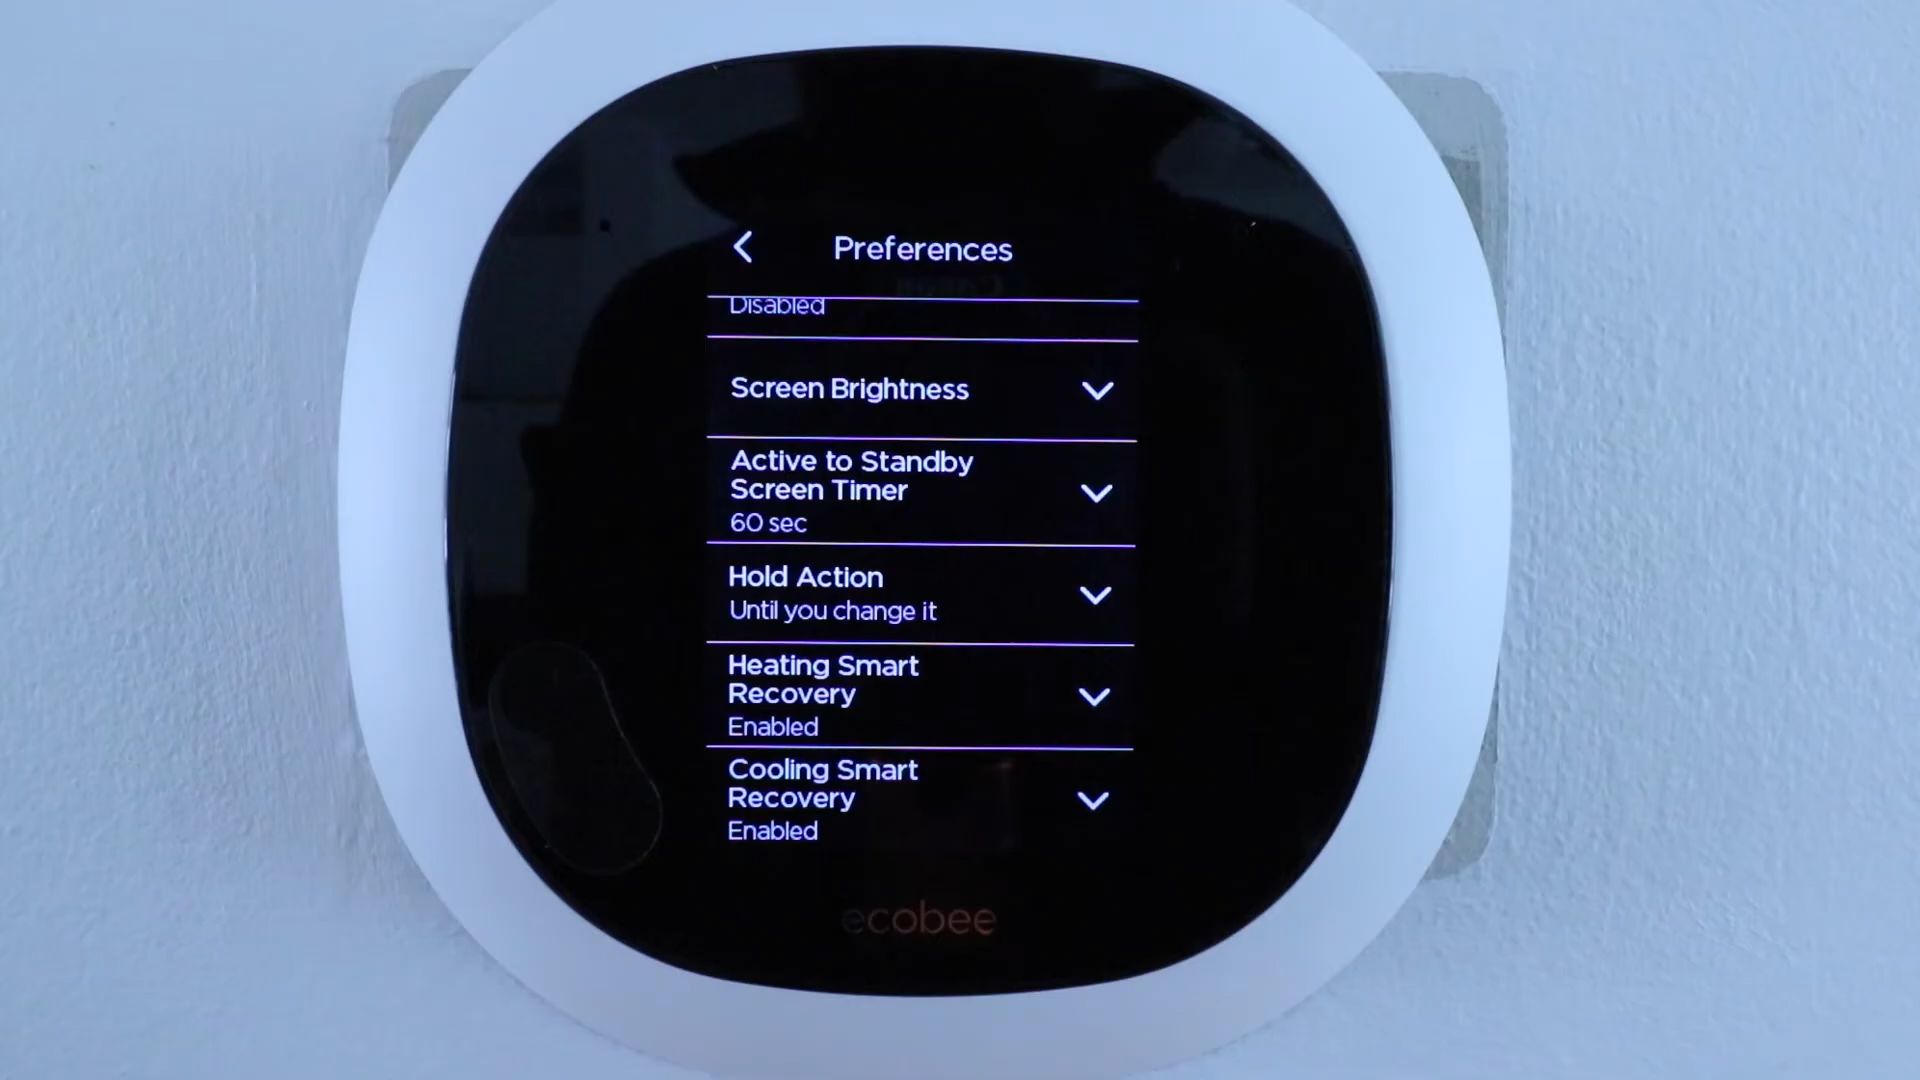 Preferences
Disabled
Screen Brightness
Active to Standby
Screen Timer
60 sec
Hold Action
Until you change it
Heating Smart
Recovery
Enabled
Cooling Smart
Recovery
Enabled
ecobee